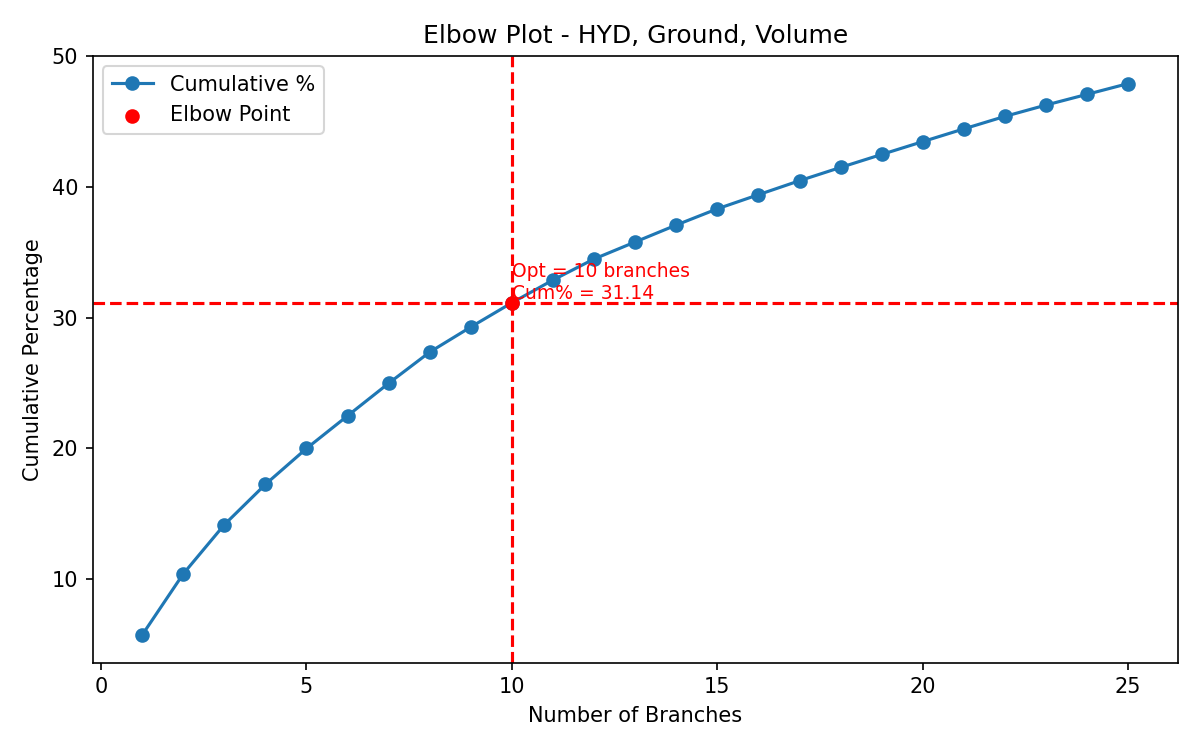 Elbow Plot - HYD, Ground, Volume
Cumulative %
Elbow Point
Opt = 10 branches
Cum% = 31.14
Cumulative Percentage
50
40
30
20
10
0
5
10
15
20
25
Number of Branches